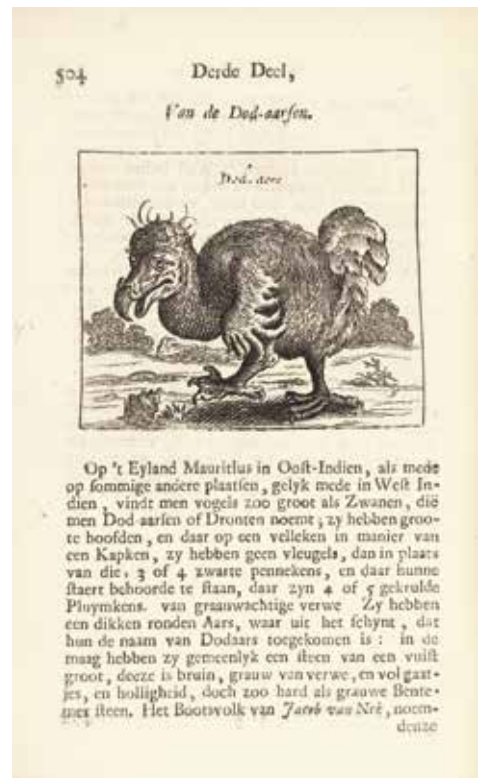 504
Derde Deel,
Van de Dod-aarſen.
Dod-aers
Op 't Eyland Mauritius in Ooſt-Indien, als mede
op ſommige andere plaatſen, gelyk mede in Weſt In-
dien, vindt men vogels zoo groot als Zwanen, die
men Dod-aarſen of Dronten noemt; zy hebben groo-
te hoofden, en daar op een velleken in manier van
een Kapken, zy hebben geen vleugels, dan in plaats
van die, 3 of 4 zwarte pennekens, en daar hunne
ſtaert behoorde te ſtaan, daar zyn 4 of 5 gekrulde
Pluymkens. van graauwachtige verwe Zy hebben
een dikken ronden Aars, waar uit het ſchynt, dat
hun de naam van Dodaars toegekomen is: in de
maag hebben zy gemeenlyk een ſteen van een vuiſt
groot, deeze is bruin, grauw van verwe, en vol gaat-
jes, en holligheid, doch zoo hard als grauwe Bente-
mer ſteen. Het Bootsvolk van Jacob van Nek, noem-
denze